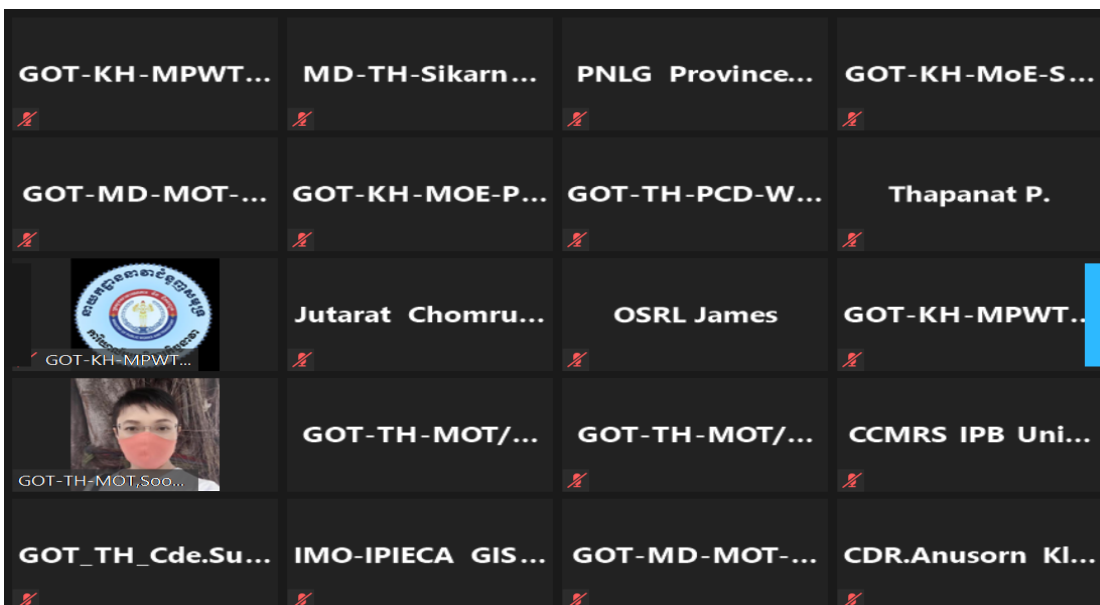 GOT-KH-MPWT...
MD-TH-Sikarn...
PNLG Province...
GOT-KH-MoE-S...
GOT-MD-MOT-...
GOT-KH-MOE-P...
GOT-TH-PCD-W...
Thapanat P.
GOT-KH-MPWT...
Jutarat Chomru...
OSRL James
GOT-KH-MPWT..
GOT-TH-MOT,Soo...
GOT-TH-MOT/...
GOT-TH-MOT/...
CCMRS IPB Uni...
GOT_TH_Cde.Su...
IMO-IPIECA GIS...
GOT-MD-MOT-...
CDR.Anusorn Kl...